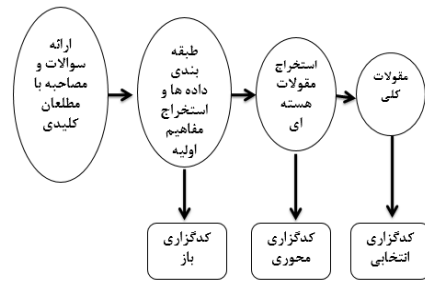 ارائه
سوالات و
مصاحبه با
مطلعان
کلیدی
طبقه
بندی
داده ها و
استخراج
مفاهیم
اولیه
استخراج
مقولات
هسته
ای
مقولات
کلی
کدگزاری
باز
کدگزاری
محوری
کدگزاری
انتخابی